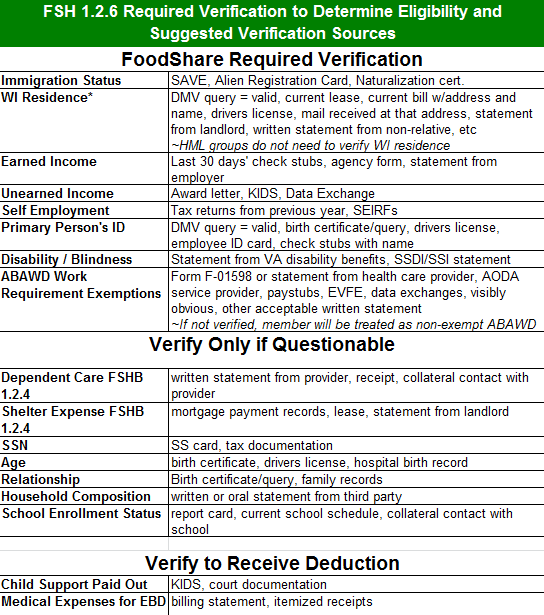 FSH 1.2.6 Required Verification to Determine Eligibility and
Suggested Verification Sources
FoodShare Required Verification
Immigration Status SAVE, Alien Registration Card, Naturalization cert.
WI Residence* DMV query = valid, current lease, current bill w/address and
name, drivers license, mail received at that address, statement
from landlord, written statement from non-relative, etc
~HML groups do not need to verify WI residence
Earned Income Last 30 days' check stubs, agency form, statement from
employer
Unearned Income Award letter, KIDS, Data Exchange
Self Employment Tax returns from previous year, SEIRFs
Primary Person's ID DMV query = valid, birth certificate/query, drivers license,
employee ID card, check stubs with name
Disability / Blindness Statement from VA disability benefits, SSDI/SSI statement
ABAWD Work Form F-01598 or statement from health care provider, AODA
Requirement Exemptions service provider, paystubs, EVFE, data exchanges, visibly
obvious, other acceptable written statement
~If not verified, member will be treated as non-exempt ABAWD
Verify Only if Questionable
Dependent Care FSHB written statement from provider, receipt, collateral contact with
1.2.4 provider
Shelter Expense FSHB mortgage payment records, lease, statement from landlord
1.2.4
SSN SS card, tax documentation
Age birth certificate, drivers license, hospital birth record
Relationship Birth certificate/query, family records
Household Composition written or oral statement from third party
School Enrollment Status report card, current school schedule, collateral contact with
school
Verify to Receive Deduction
Child Support Paid Out KIDS, court documentation
Medical Expenses for EBD billing statement, itemized receipts